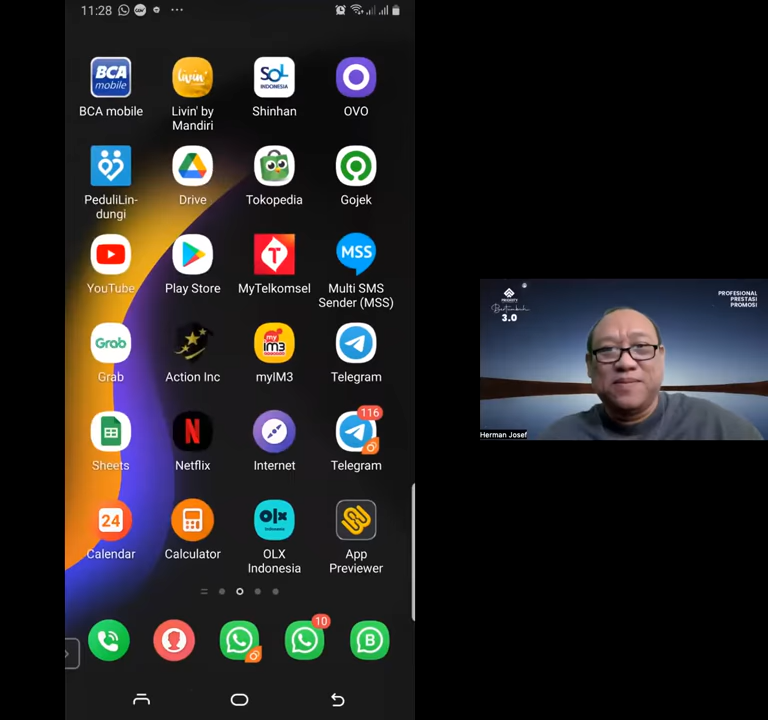 11:28
BCA
mobile
livin'
SOL
INDONESIA
BCA mobile
Livin' by
Mandiri
Shinhan
OVO
PeduliLin-
dungi
Drive
Tokopedia
Gojek
MSS
YouTube
Play Store
MyTelkomsel
Multi SMS
Sender (MSS)
Grab
my
im3
Grab
Action Inc
myIM3
Telegram
116
Sheets
Netflix
Internet
Telegram
24
olx
Indonesia
Calendar
Calculator
OLX
Indonesia
App
Previewer
10
B
Bertumbuh
3.0
PROFESIONAL
PRESTASI
PROMOSI
Herman Josef